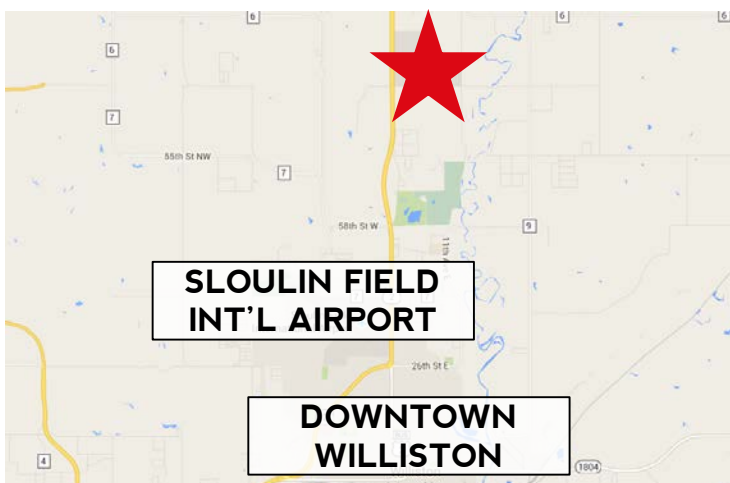 6
6
6
6
7
55th St NW
7
58th St W
9
11th Ave
SLOULIN FIELD
INT'L AIRPORT
26th St E
DOWNTOWN
WILLISTON
4
1804